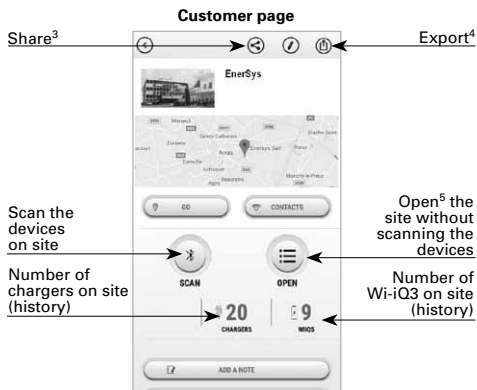 Customer page
Share3
Export4
EnerSys
GO
CONTACTS
Scan the
devices
on site
Open5 the
site without
scanning the
devices
SCAN
OPEN
Number of
chargers on site
(history)
20
CHARGERS
9
WIIQS
Number of
Wi-iQ3 on site
(history)
ADD A NOTE